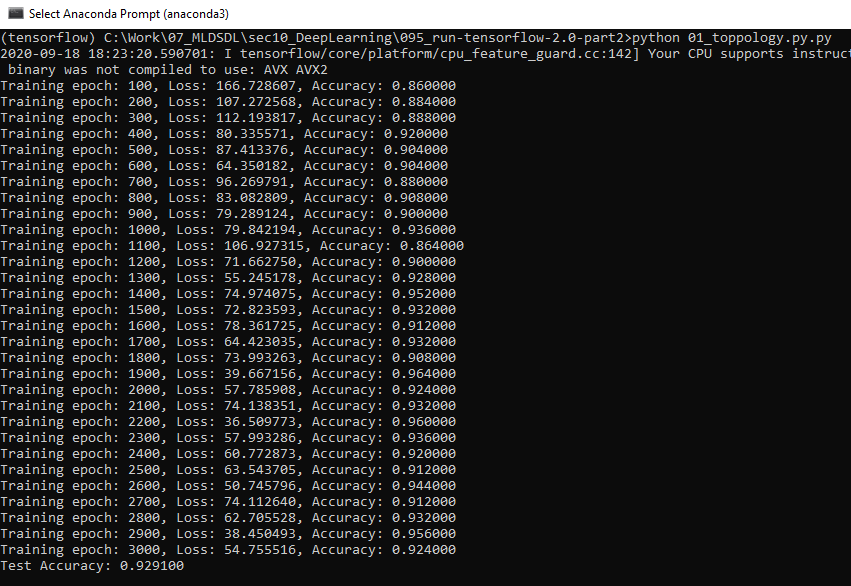 Select Anaconda Prompt (anaconda3)
(tensorflow) C:\Work\07_MLDSDL\sec10_DeepLearning\095_run-tensorflow-2.0-part2>python 01_toppology.py.py
2020-09-18 18:23:20.590701: I tensorflow/core/platform/cpu_feature_guard.cc:142] Your CPU supports instruct
 binary was not compiled to use: AVX AVX2
Training epoch: 100, Loss: 166.728607, Accuracy: 0.860000
Training epoch: 200, Loss: 107.272568, Accuracy: 0.884000
Training epoch: 300, Loss: 112.193817, Accuracy: 0.888000
Training epoch: 400, Loss: 80.335571, Accuracy: 0.920000
Training epoch: 500, Loss: 87.413376, Accuracy: 0.904000
Training epoch: 600, Loss: 64.350182, Accuracy: 0.904000
Training epoch: 700, Loss: 96.269791, Accuracy: 0.880000
Training epoch: 800, Loss: 83.082809, Accuracy: 0.908000
Training epoch: 900, Loss: 79.289124, Accuracy: 0.900000
Training epoch: 1000, Loss: 79.842194, Accuracy: 0.936000
Training epoch: 1100, Loss: 106.927315, Accuracy: 0.864000
Training epoch: 1200, Loss: 71.662750, Accuracy: 0.900000
Training epoch: 1300, Loss: 55.245178, Accuracy: 0.928000
Training epoch: 1400, Loss: 74.974075, Accuracy: 0.952000
Training epoch: 1500, Loss: 72.823593, Accuracy: 0.932000
Training epoch: 1600, Loss: 78.361725, Accuracy: 0.912000
Training epoch: 1700, Loss: 64.423035, Accuracy: 0.932000
Training epoch: 1800, Loss: 73.993263, Accuracy: 0.908000
Training epoch: 1900, Loss: 39.667156, Accuracy: 0.964000
Training epoch: 2000, Loss: 57.785908, Accuracy: 0.924000
Training epoch: 2100, Loss: 74.138351, Accuracy: 0.932000
Training epoch: 2200, Loss: 36.509773, Accuracy: 0.960000
Training epoch: 2300, Loss: 57.993286, Accuracy: 0.936000
Training epoch: 2400, Loss: 60.772873, Accuracy: 0.920000
Training epoch: 2500, Loss: 63.543705, Accuracy: 0.912000
Training epoch: 2600, Loss: 50.745796, Accuracy: 0.944000
Training epoch: 2700, Loss: 74.112640, Accuracy: 0.912000
Training epoch: 2800, Loss: 62.705528, Accuracy: 0.932000
Training epoch: 2900, Loss: 38.450493, Accuracy: 0.956000
Training epoch: 3000, Loss: 54.755516, Accuracy: 0.924000
Test Accuracy: 0.929100